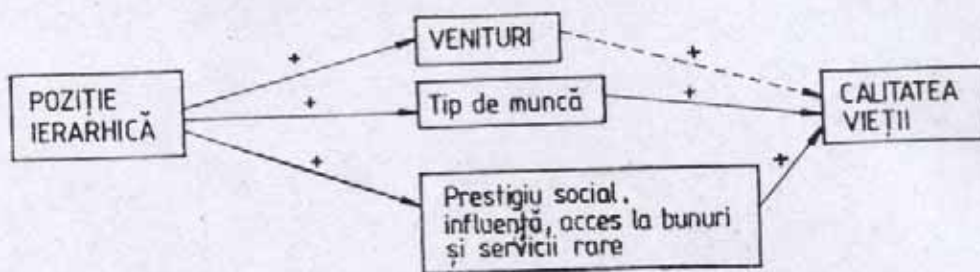 POZIȚIE
IERARHICĂ
+
+
+
VENITURI
Tip de muncă
Prestigiu social,
influență, acces la bunuri
și servicii rare
+
+
+
CALITATEA
VIEȚII